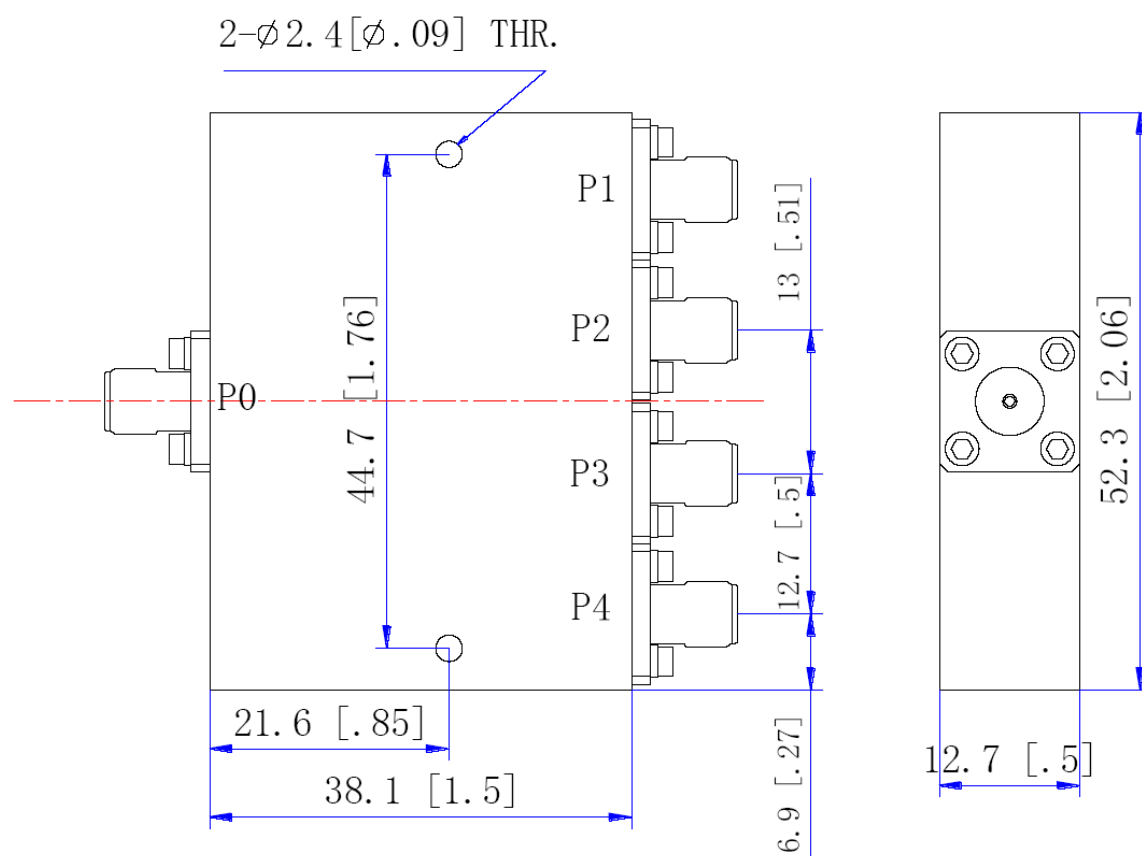 2-⌀2.4[⌀.09] THR.
P1
13 [.51]
P2
44.7 [1.76]
P0
52.3 [2.06]
P3
12.7 [.5]
P4
21.6 [.85]
6.9 [.27]
12.7 [.5]
38.1 [1.5]